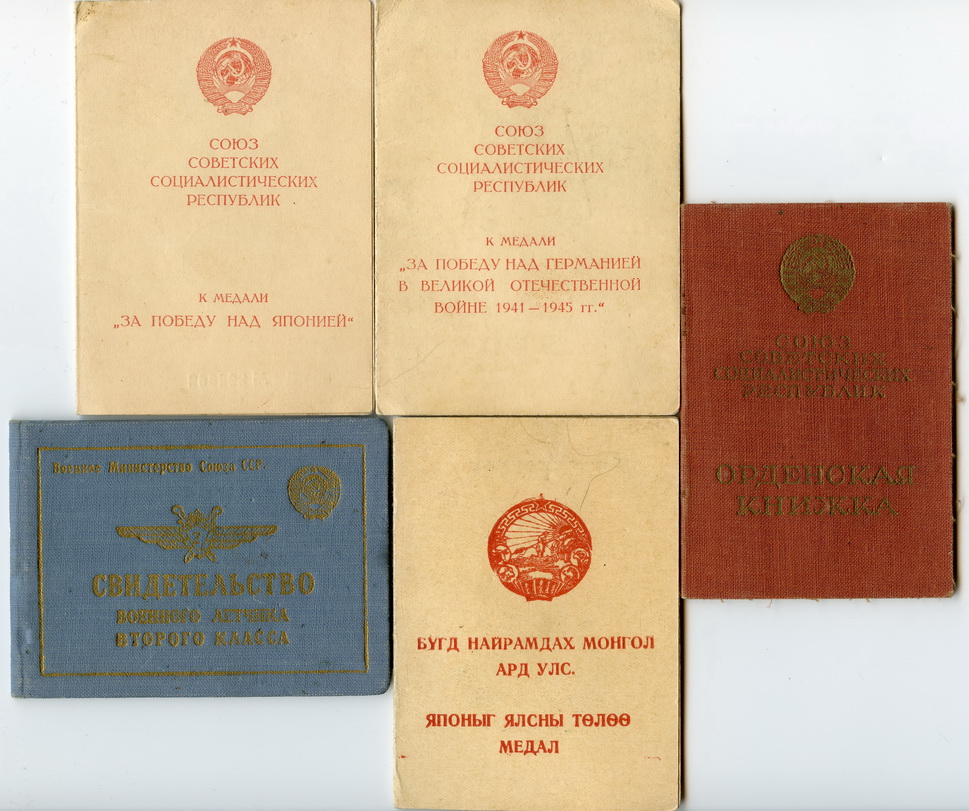 СОЮЗ
СОВЕТСКИХ
СОЦИАЛИСТИЧЕСКИХ
РЕСПУБЛИК
К МЕДАЛИ
„ЗА ПОБЕДУ НАД ЯПОНИЕЙ“
СОЮЗ
СОВЕТСКИХ
СОЦИАЛИСТИЧЕСКИХ
РЕСПУБЛИК
К МЕДАЛИ
„ЗА ПОБЕДУ НАД ГЕРМАНИЕЙ
В ВЕЛИКОЙ ОТЕЧЕСТВЕННОЙ
ВОЙНЕ 1941 — 1945 гг.“
СОЮЗ
СОВЕТСКИХ
СОЦИАЛИСТИЧЕСКИХ
РЕСПУБЛИК
ОРДЕНСКАЯ
КНИЖКА
Военное Министерство Союза ССР.
2
СВИДЕТЕЛЬСТВО
ВОЕННОГО ЛЕТЧИКА
ВТОРОГО КЛАССА
БҮГД НАЙРАМДАХ МОНГОЛ
АРД УЛС.
ЯПОНЫГ ЯЛСНЫ ТӨЛӨӨ
МЕДАЛ